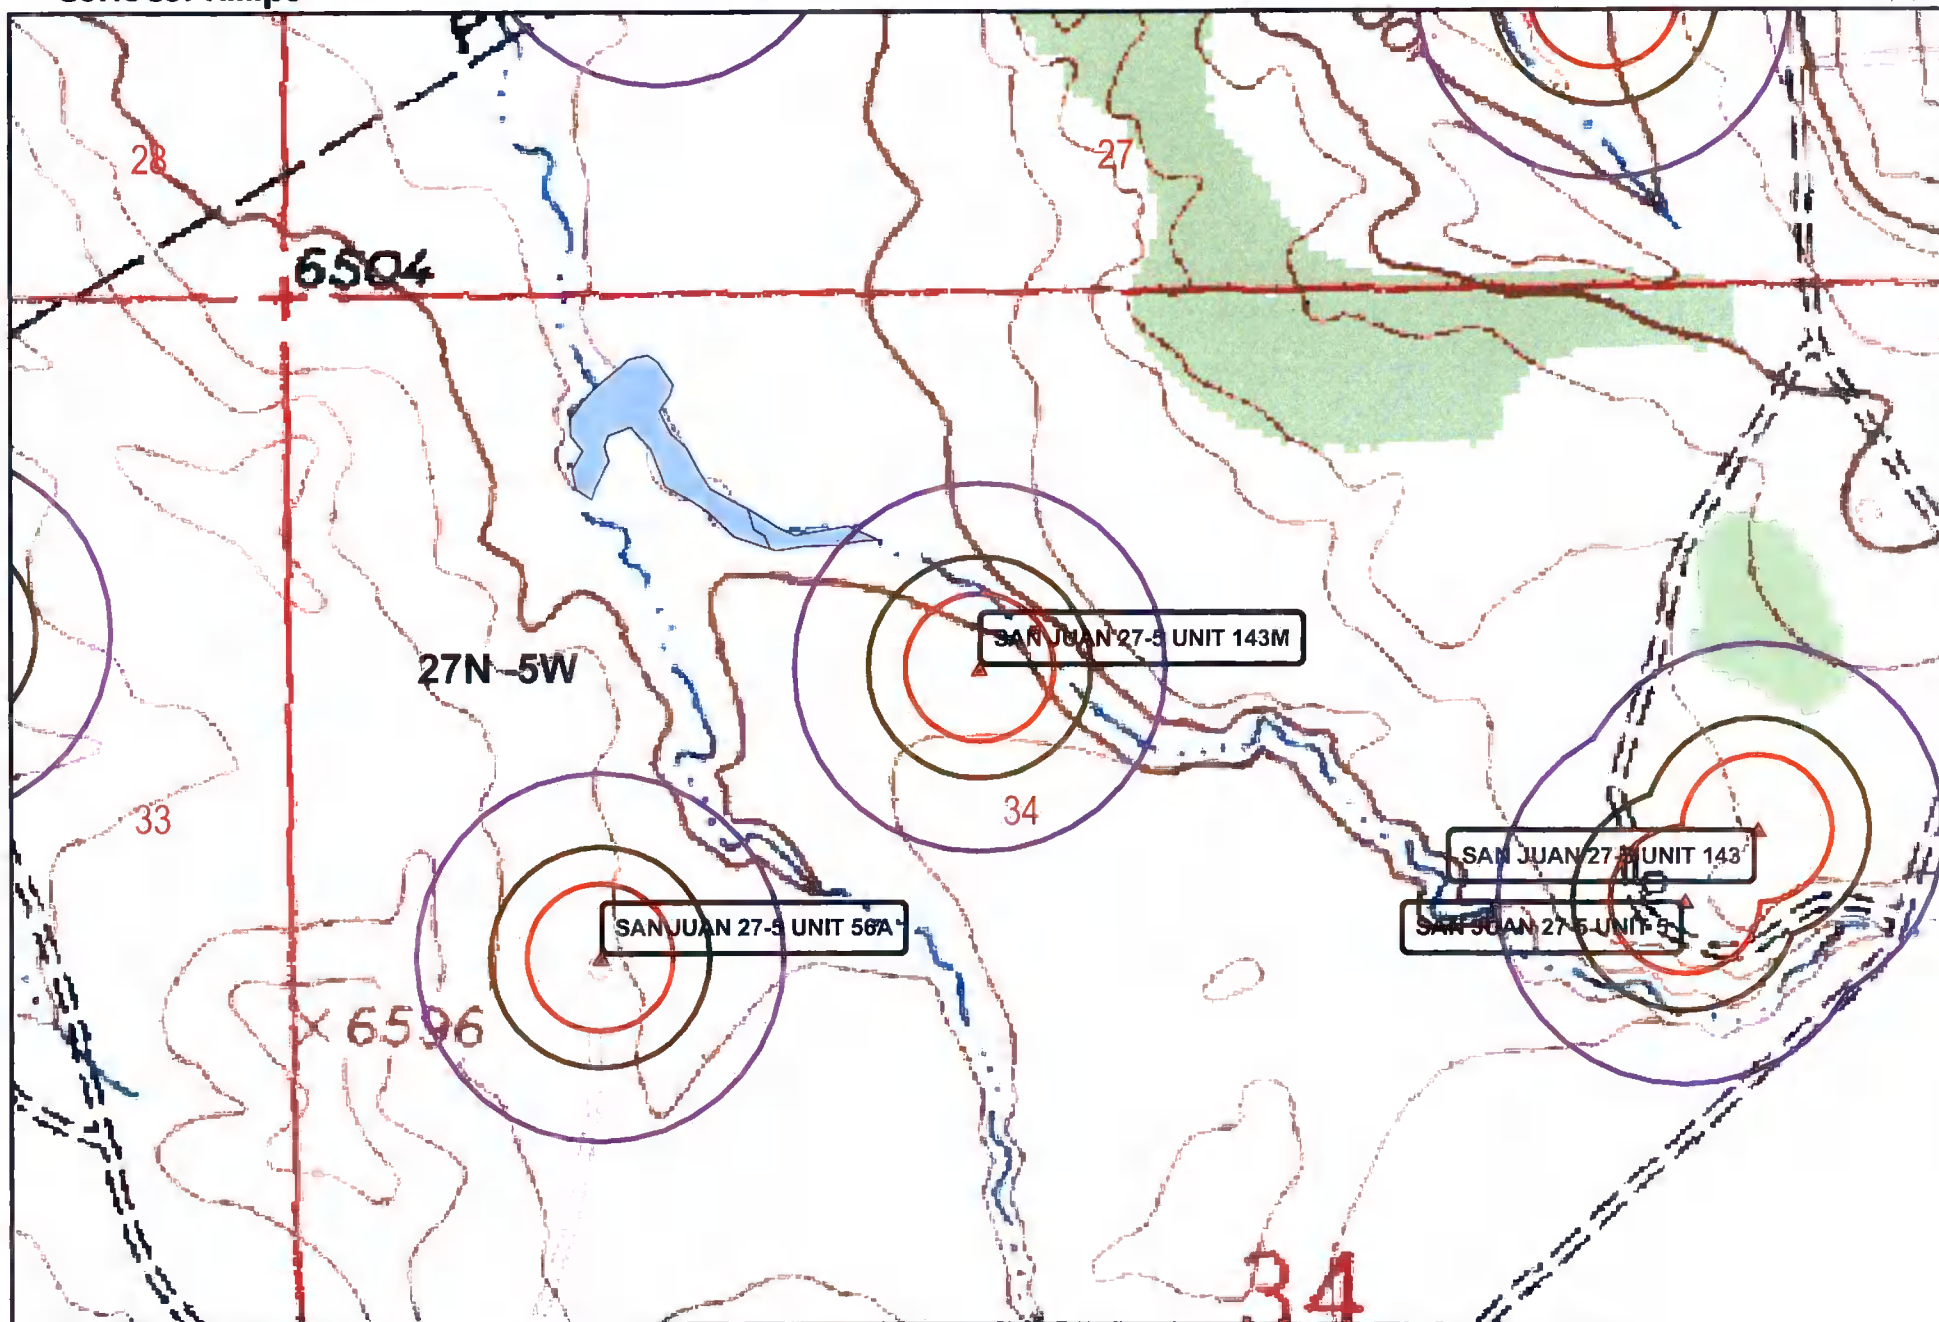 28
27
6504
SAN JUAN 27-5 UNIT 143M
27N -5W
33
34
SAN JUAN 27-5 UNIT 143
SAN JUAN 27-5 UNIT 56A
SAN JUAN 27-5 UNIT 5
X 6596
34